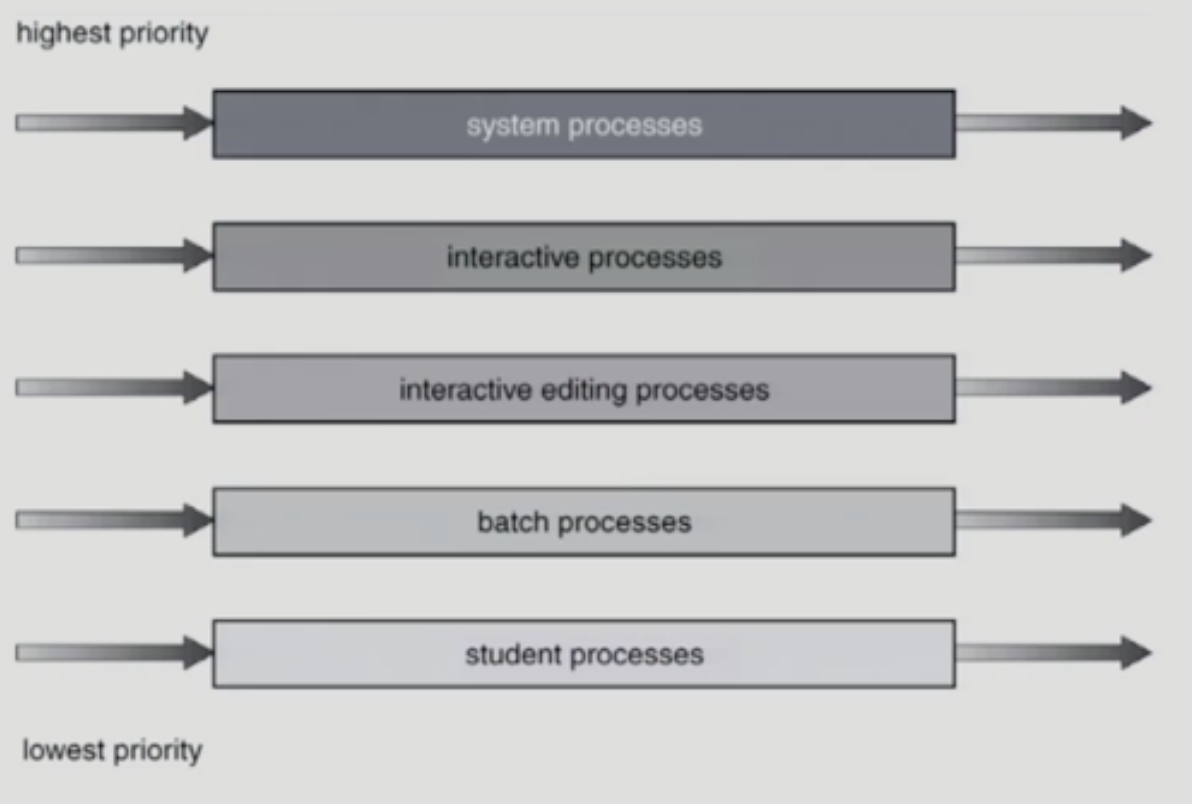 highest priority
system processes
interactive processes
interactive editing processes
batch processes
student processes
lowest priority